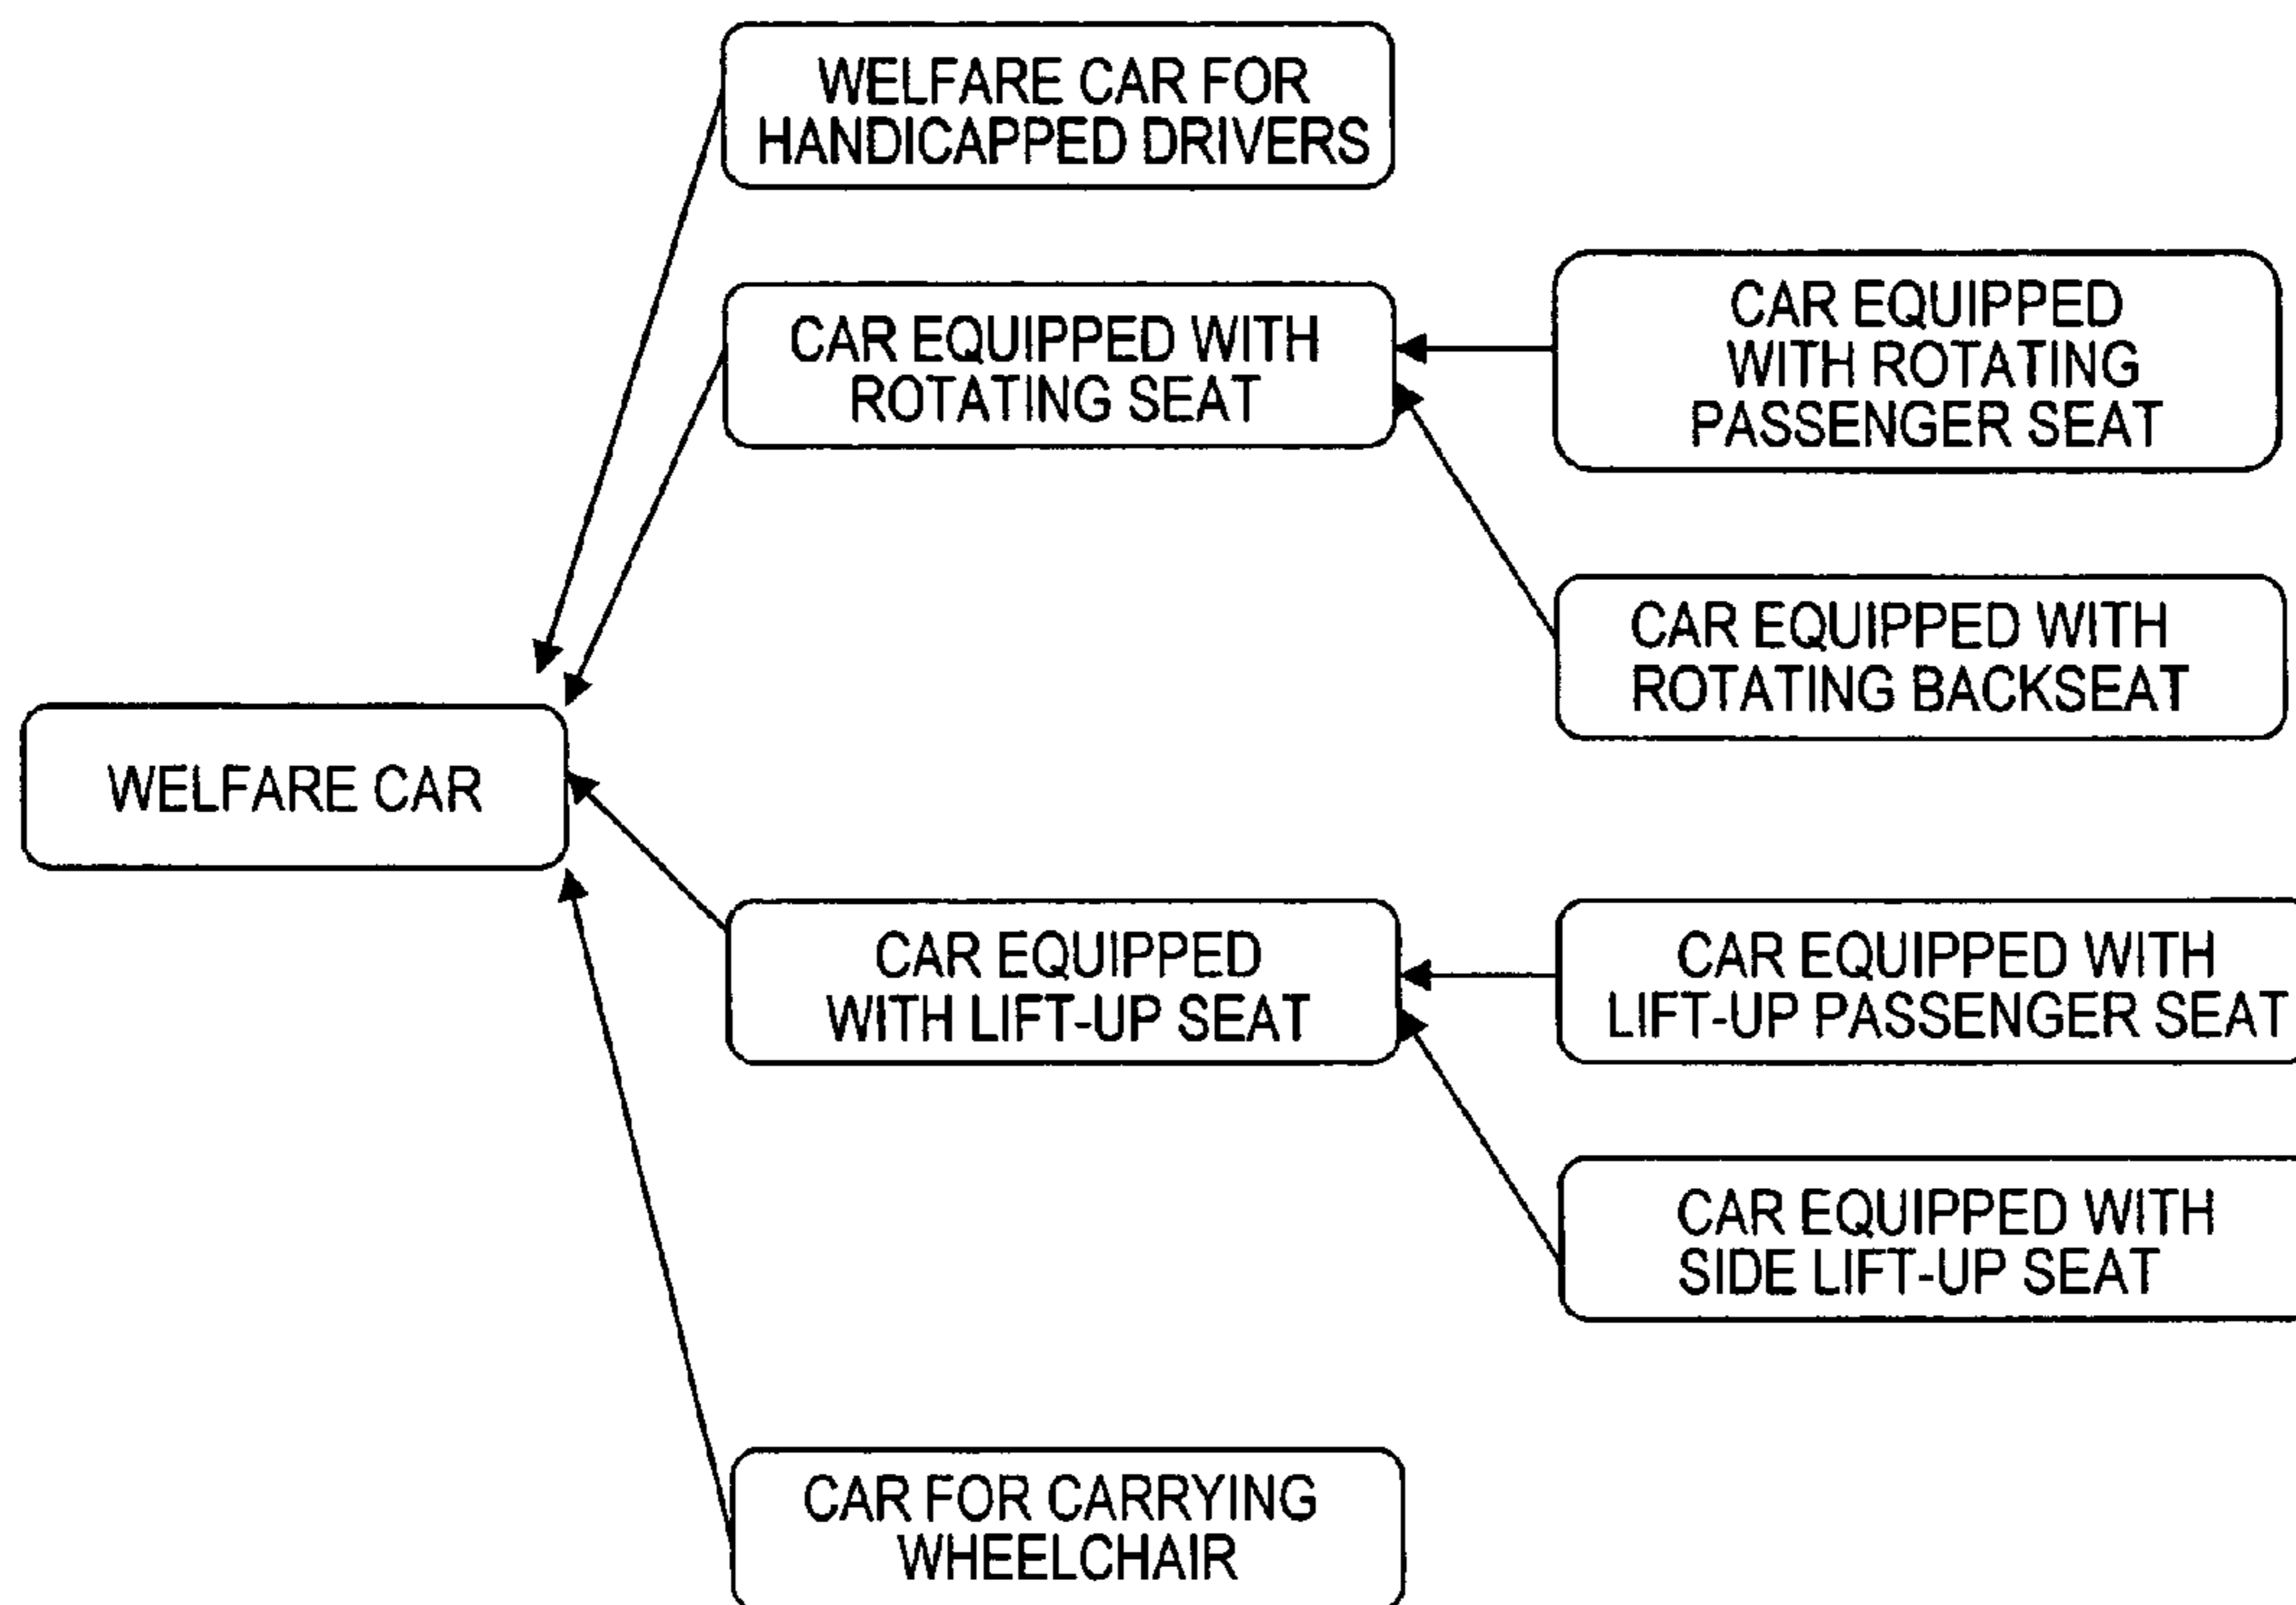 WELFARE CAR FOR
HANDICAPPED DRIVERS
CAR EQUIPPED WITH
ROTATING SEAT
CAR EQUIPPED
WITH ROTATING
PASSENGER SEAT
CAR EQUIPPED WITH
ROTATING BACKSEAT
WELFARE CAR
CAR EQUIPPED
WITH LIFT-UP SEAT
CAR EQUIPPED WITH
LIFT-UP PASSENGER SEAT
CAR EQUIPPED WITH
SIDE LIFT-UP SEAT
CAR FOR CARRYING
WHEELCHAIR